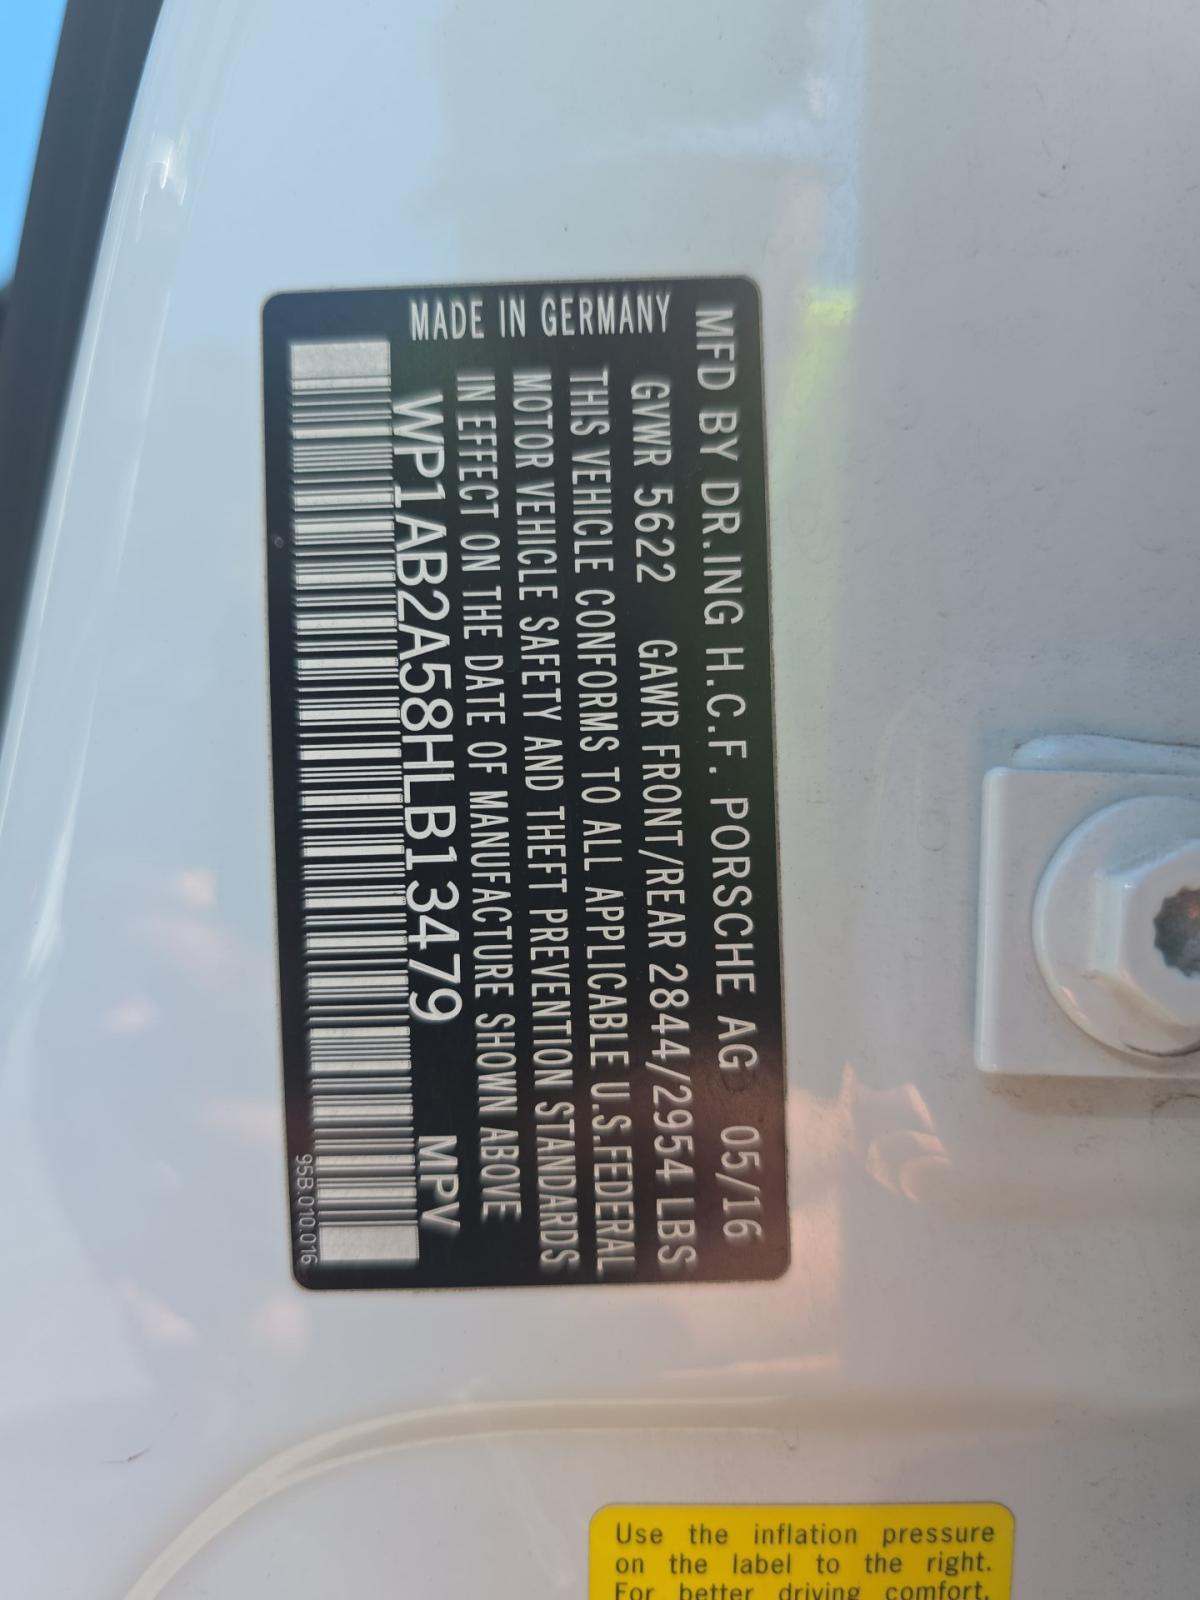 MFD BY DR.ING H.C.F. PORSCHE AG 05/16
GVWR 5622 GAWR FRONT/REAR 2844/2954 LBS
THIS VEHICLE CONFORMS TO ALL APPLICABLE U.S.FEDERAL
MOTOR VEHICLE SAFETY AND THEFT PREVENTION STANDARDS
IN EFFECT ON THE DATE OF MANUFACTURE SHOWN ABOVE
WP1AB2A58HLB13479 MPV
MADE IN GERMANY
95B.010.016
Use the inflation pressure
on the label to the right.
For better driving comfort,